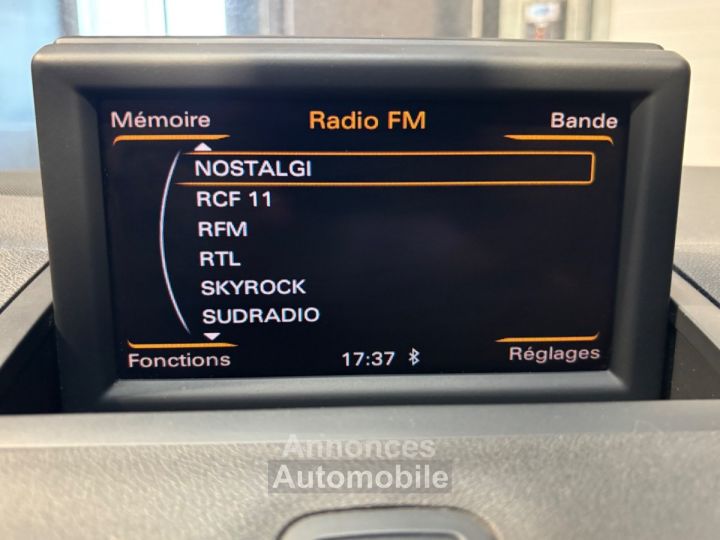 Mémoire Radio FM Bande
NOSTALGI
RCF 11
RFM
RTL
SKYROCK
SUDRADIO
Fonctions 17:37 Réglages
Annonces
Automobile